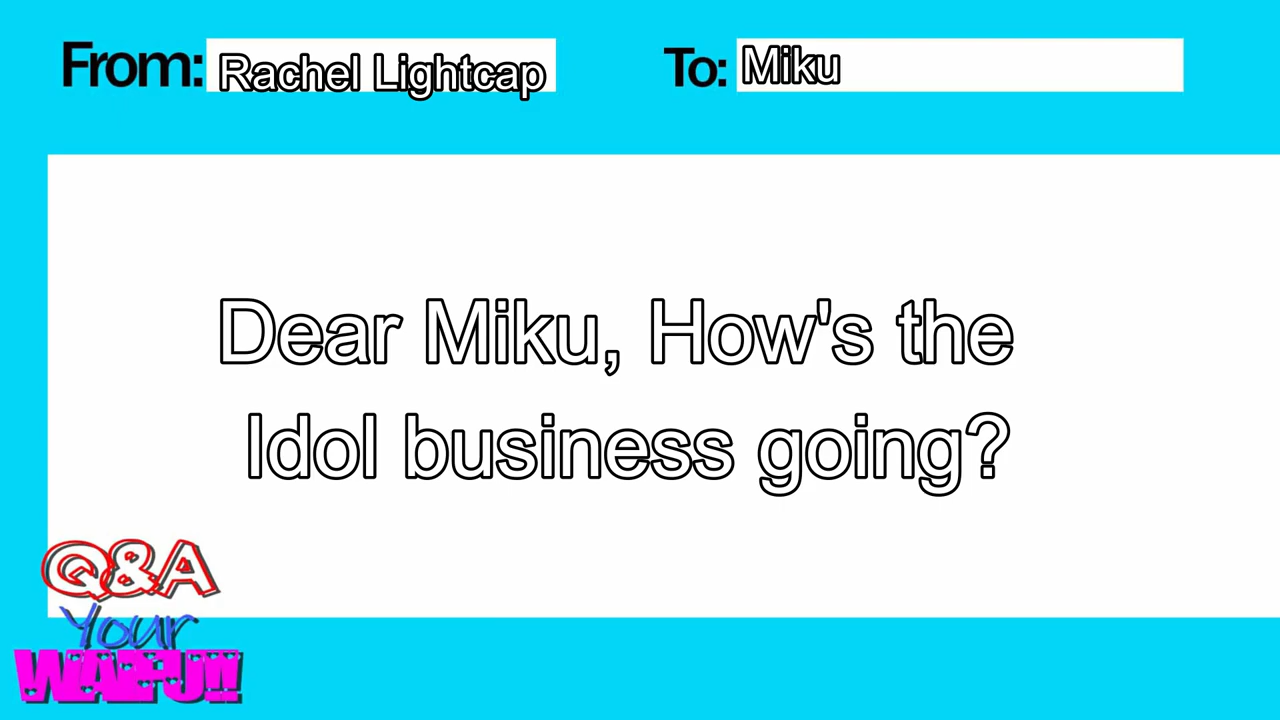 From: Rachel Lightcap To: Miku
Dear Miku, How's the
Idol business going?
Q&A
Your
WAIFU!!